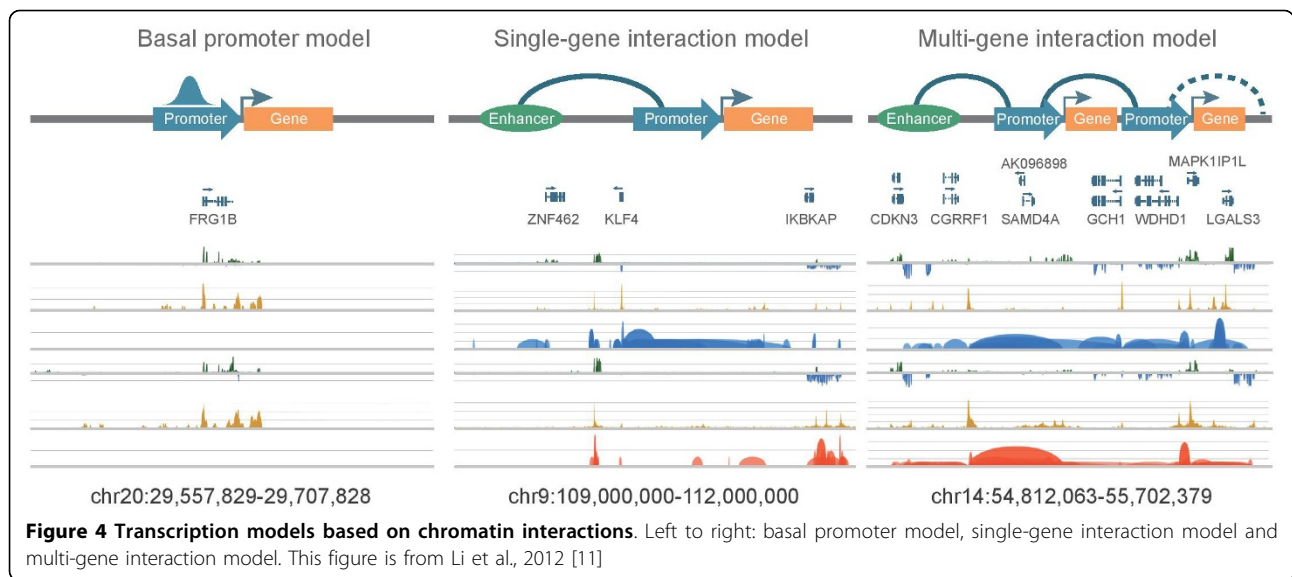 Basal promoter model
Single-gene interaction model
Multi-gene interaction model
Promoter
Gene
Enhancer
Promoter
Gene
Enhancer
Promoter
Gene
Promoter
Gene
FRG1B
ZNF462
KLF4
IKBKAP
AK096898
MAPK1IP1L
CDKN3
CGRRF1
SAMD4A
GCH1
WDHD1
LGALS3
chr20:29,557,829-29,707,828
chr9:109,000,000-112,000,000
chr14:54,812,063-55,702,379
Figure 4 Transcription models based on chromatin interactions. Left to right: basal promoter model, single-gene interaction model and
multi-gene interaction model. This figure is from Li et al., 2012 [11]